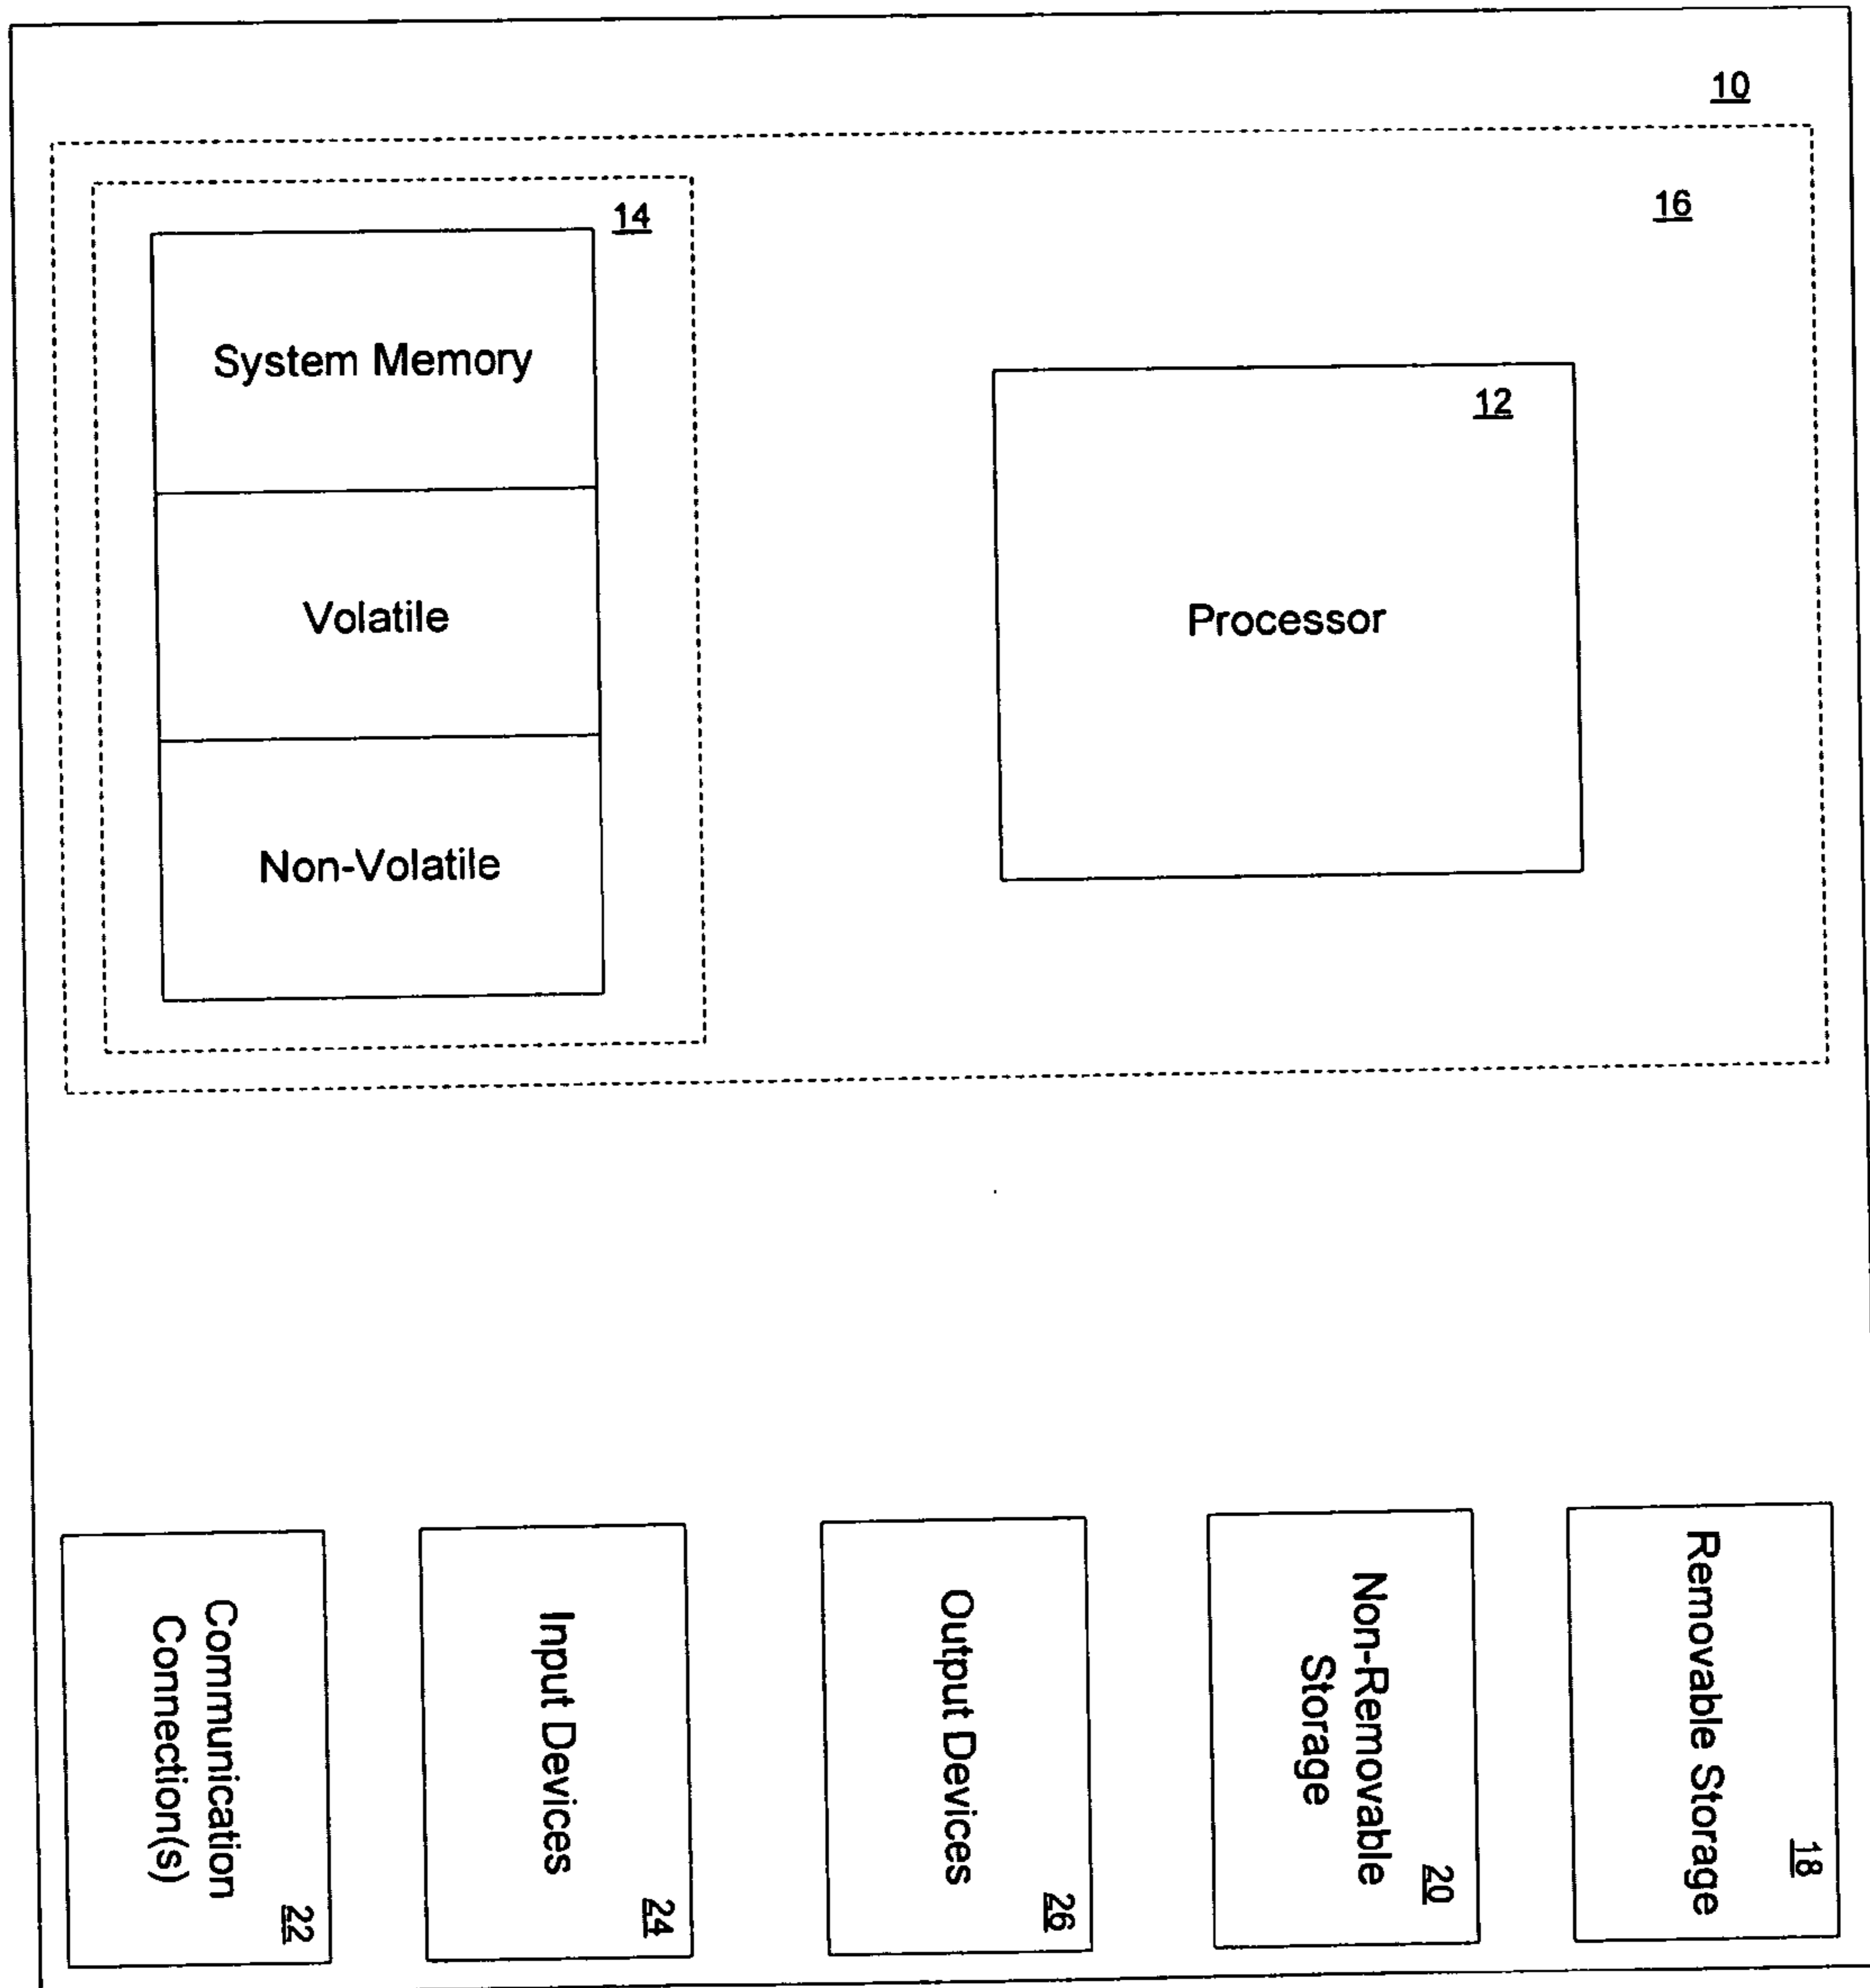 10
16
14
System Memory
Volatile
Non-Volatile
12
Processor
Communication
Connection(s)
22
Input Devices
24
Output Devices
26
Non-Removable
Storage
20
Removable Storage
18